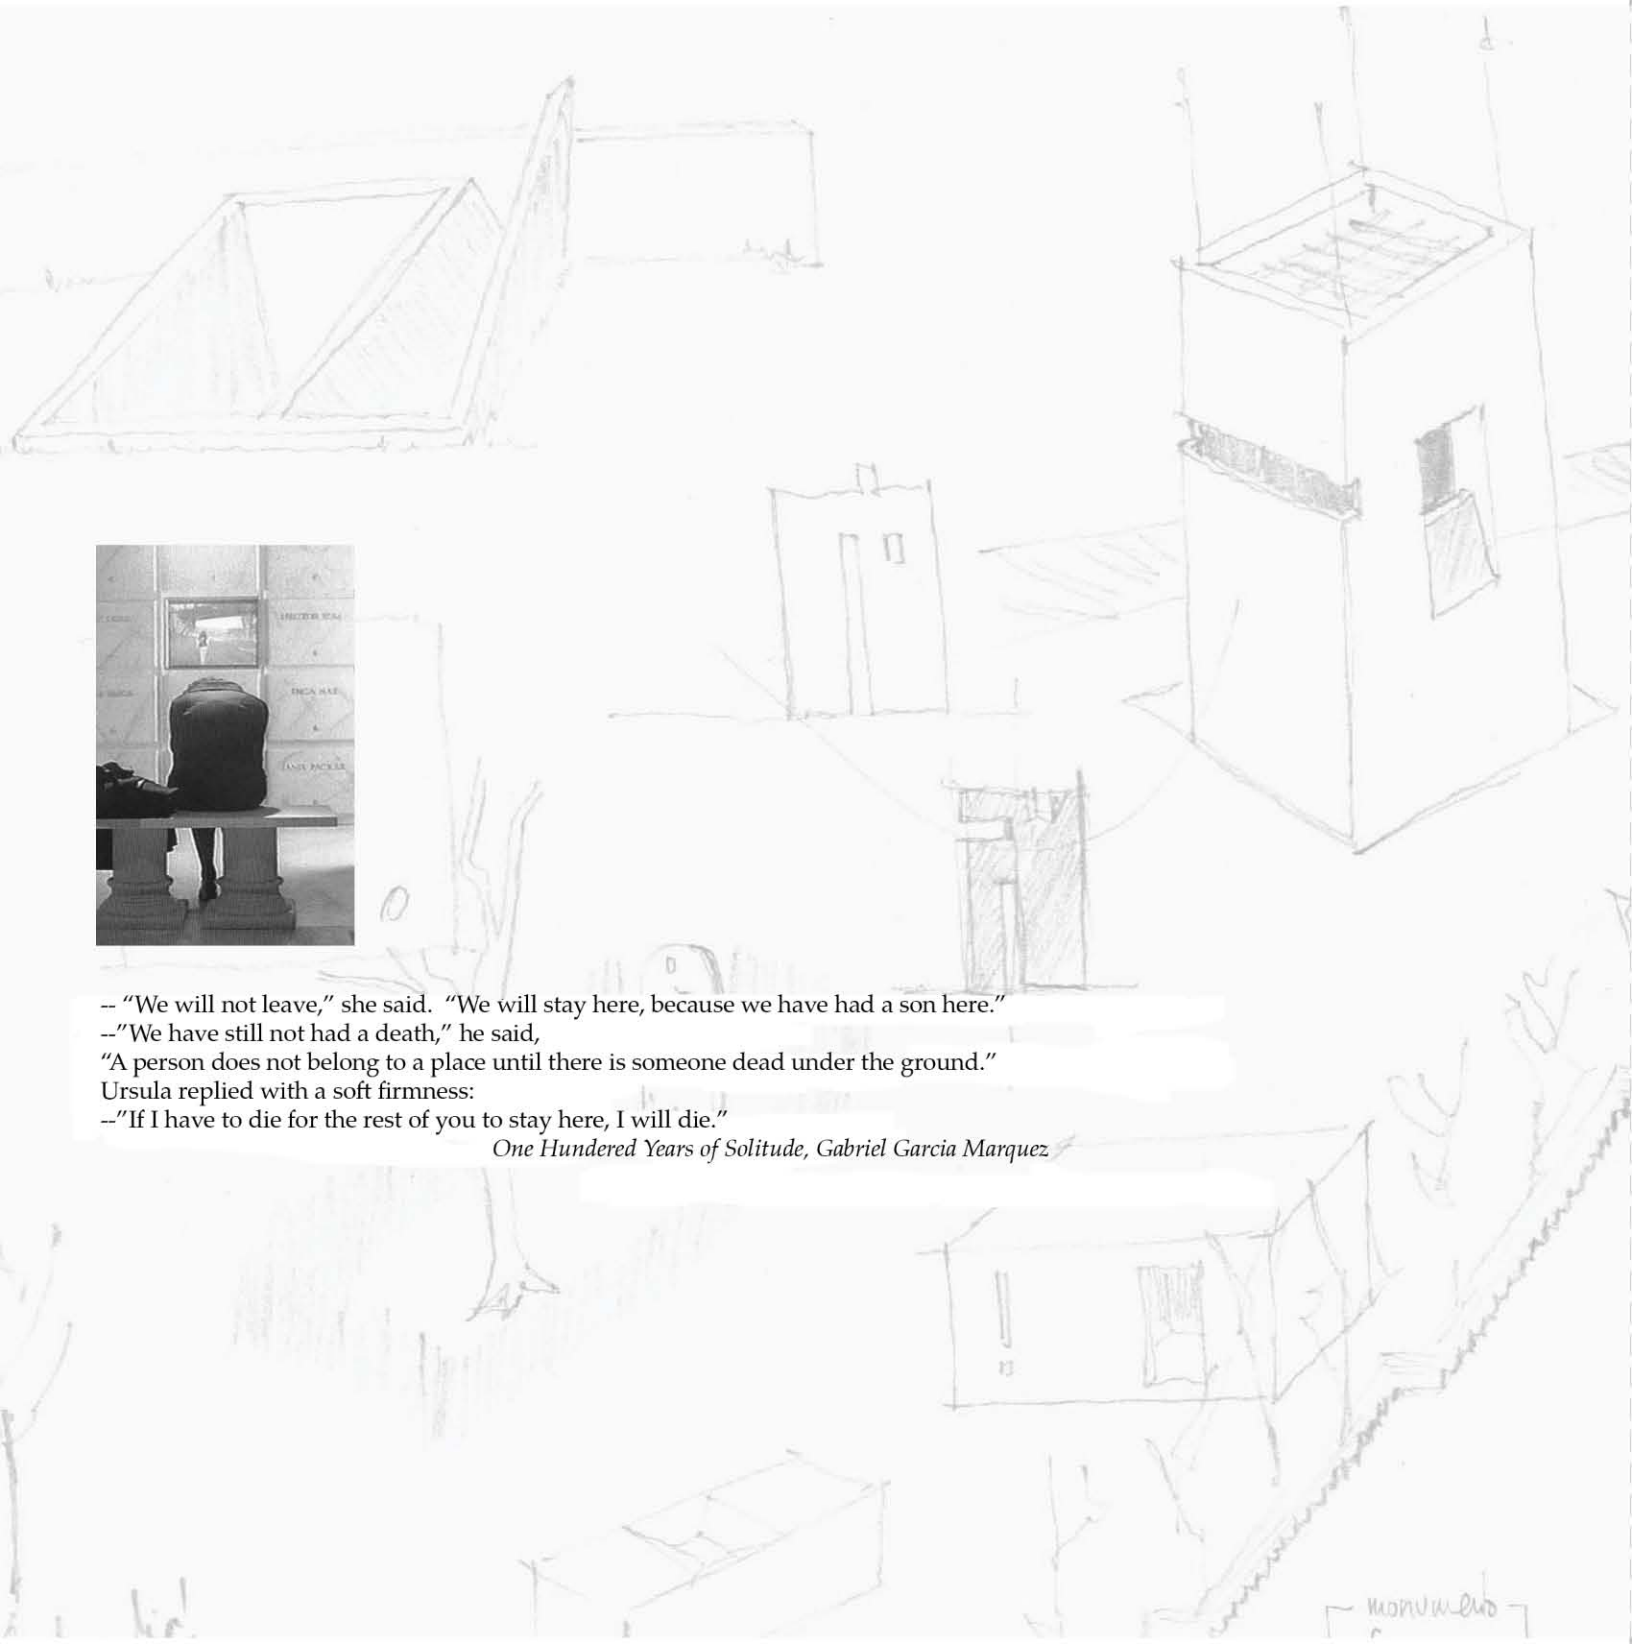 -- “We will not leave,” she said.  “We will stay here, because we have had a son here.”
--”We have still not had a death,” he said,
“A person does not belong to a place until there is someone dead under the ground.”
Ursula replied with a soft firmness:
--”If I have to die for the rest of you to stay here, I will die.”
One Hundered Years of Solitude, Gabriel Garcia Marquez
monumento